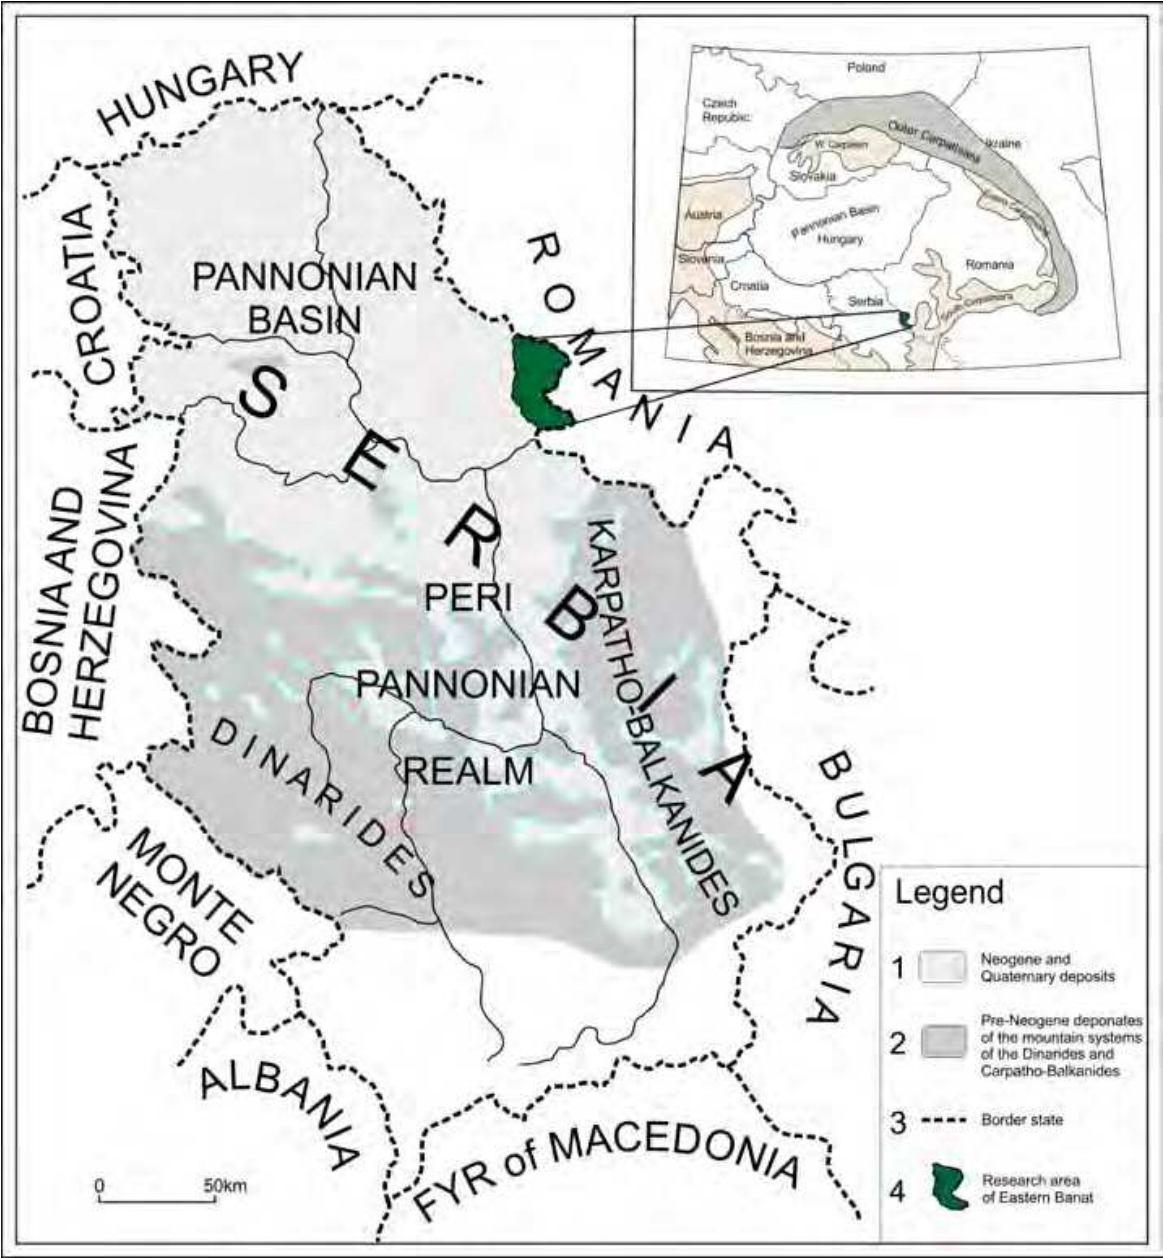 HUNGARY
CROATIA
BOSNIA AND
HERZEGOVINA
MONTE
NEGRO
ALBANIA
FYR of MACEDONIA
BULGARIA
ROMANIA
SERBIA
PANNONIAN
BASIN
PERI
PANNONIAN
REALM
DINARIDES
KARPATHO-BALKANIDES
0 50km
Poland
Czech
Republic
Outer Carpathians
Ukraine
W. Carpatien
Slovakia
Austria
Pannonian Basin
Hungary
Slovenia
Croatia
Romania
Serbia
Bosnia and
Herzegovina
Legend
1 Neogene and
Quaternary deposits
2 Pre-Neogene deponates
of the mountain systems
of the Dinarides and
Carpatho-Balkanides
3 Border state
4 Research area
of Eastern Banat